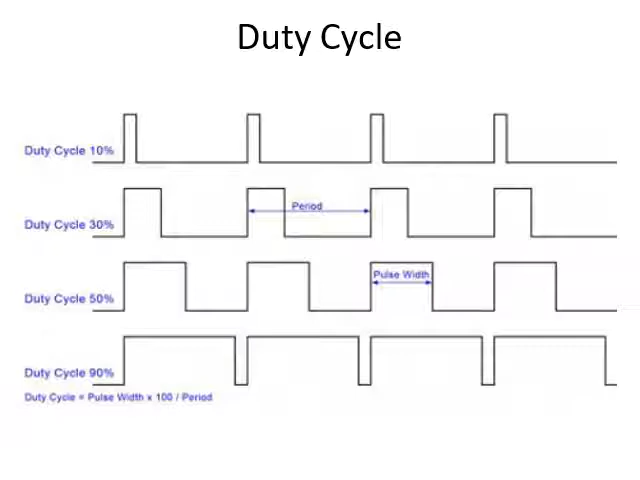 Duty Cycle
Duty Cycle 10%
Period
Duty Cycle 30%
Pulse Width
Duty Cycle 50%
Duty Cycle 90%
Duty Cycle = Pulse Width x 100 / Period